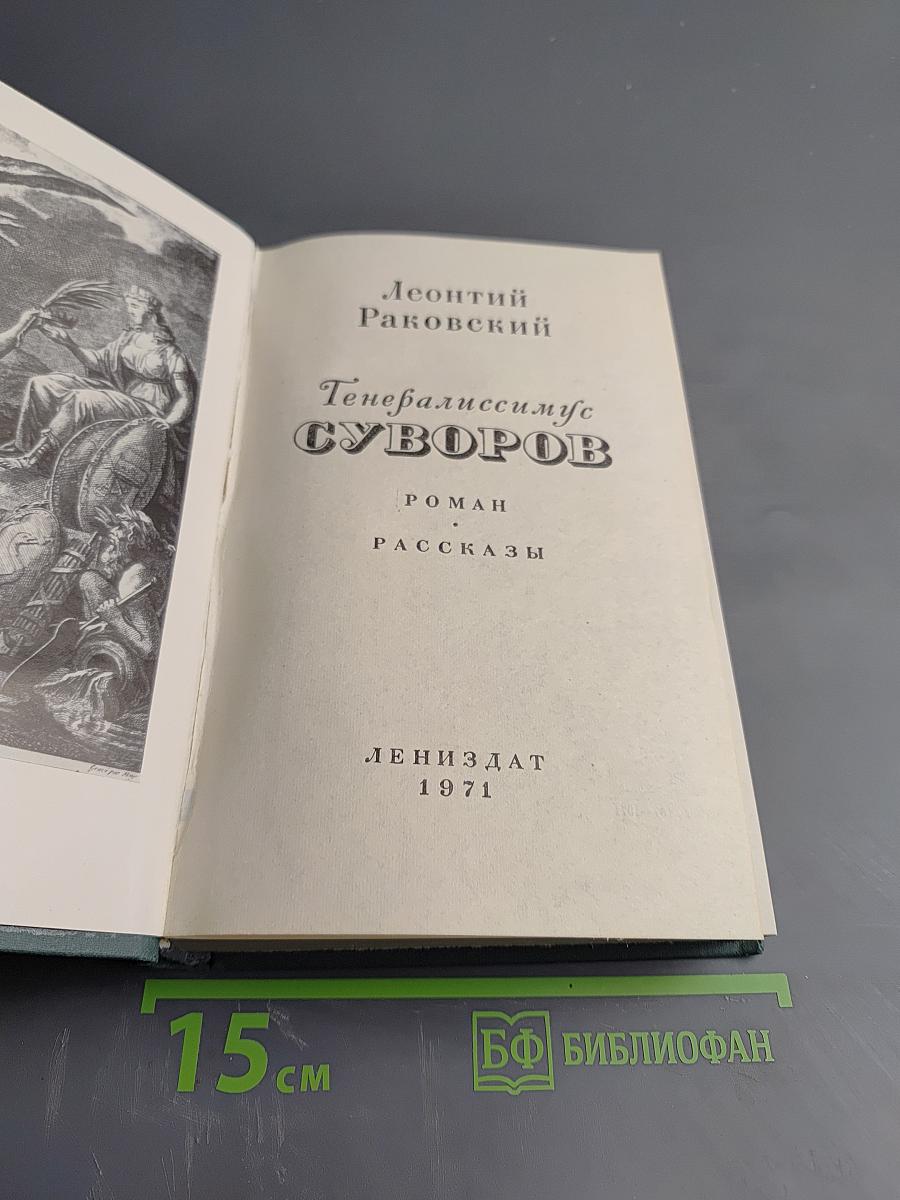 Леонтий
Раковский
Генералиссимус
СУВОРОВ
РОМАН
•
РАССКАЗЫ
ЛЕНИЗДАТ
1971
15 см
БФ БИБЛИОФАН